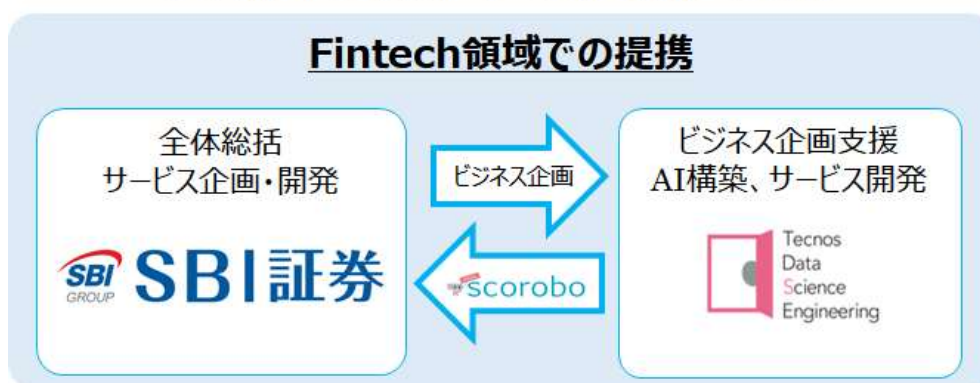 Fintech領域での提携
全体総括
サービス企画・開発
SBI
GROUP
SBI証券
ビジネス企画
scorobo
ビジネス企画支援
AI構築、サービス開発
Tecnos
Data
Science
Engineering